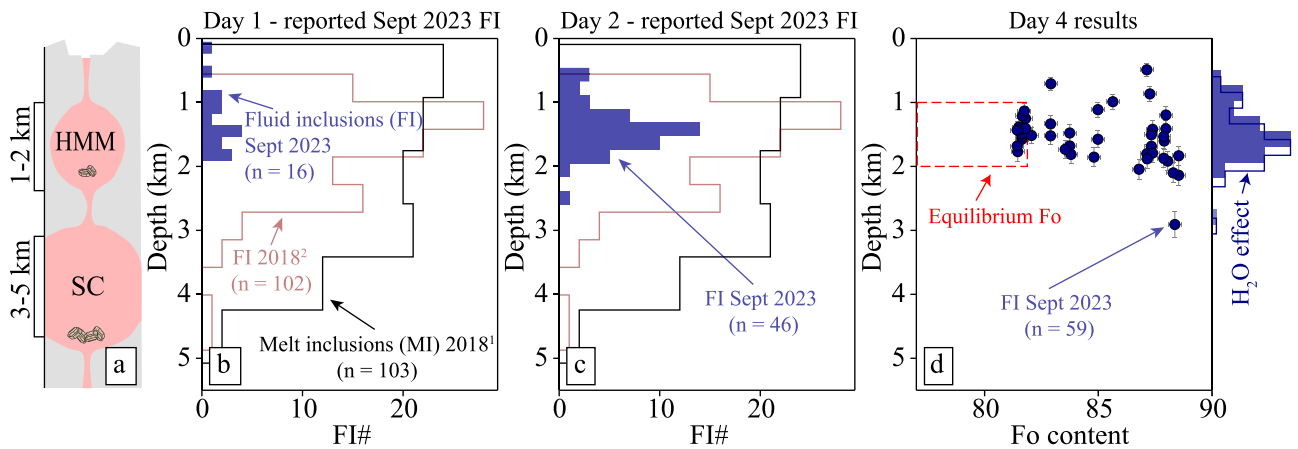 1-2 km
3-5 km
HMM
SC
a
Day 1 - reported Sept 2023 FI
0
1
2
3
4
5
Depth (km)
Fluid inclusions (FI)
Sept 2023
(n = 16)
FI 2018²
(n = 102)
Melt inclusions (MI) 2018¹
(n = 103)
b
0
20
FI#
Day 2 - reported Sept 2023 FI
0
1
2
3
4
5
Depth (km)
FI Sept 2023
(n = 46)
c
0
10
20
FI#
Day 4 results
0
1
2
3
4
5
Depth (km)
Equilibrium Fo
FI Sept 2023
(n = 59)
d
80
85
90
Fo content
H₂O effect